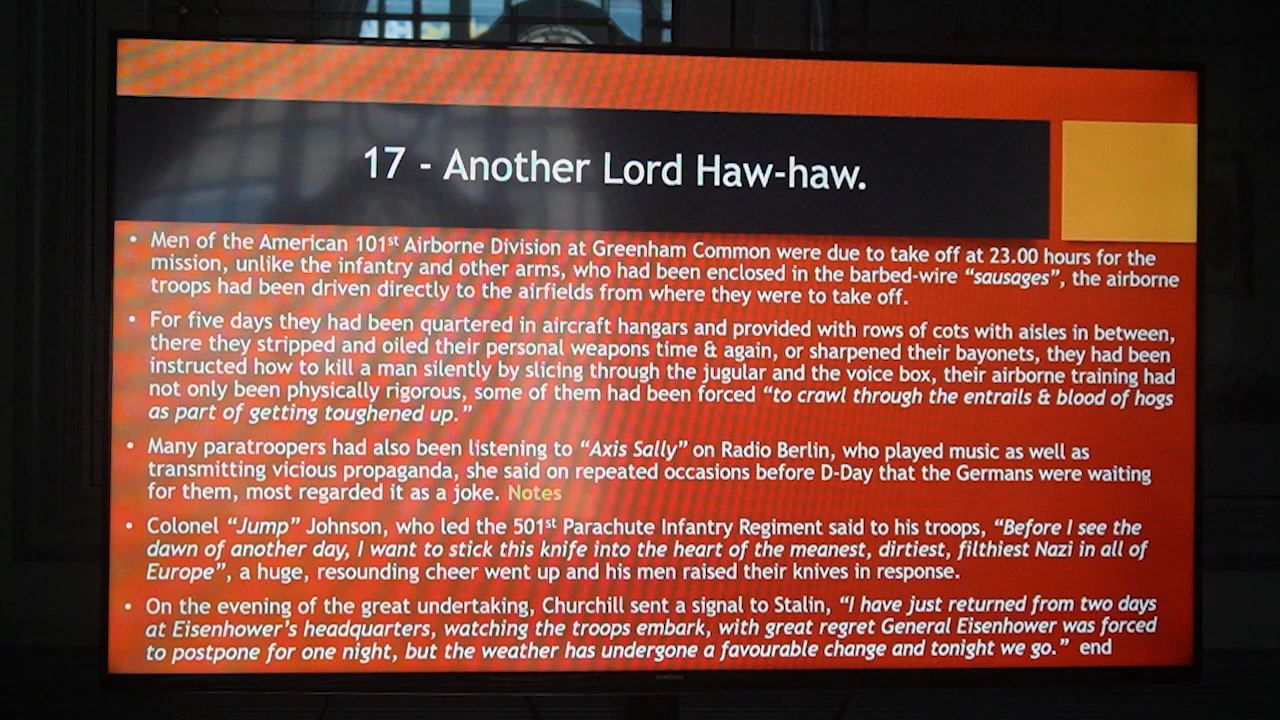 17 - Another Lord Haw-haw.
• Men of the American 101st Airborne Division at Greenham Common were due to take off at 23.00 hours for the
mission, unlike the infantry and other arms, who had been enclosed in the barbed-wire “sausages”, the airborne
troops had been driven directly to the airfields from where they were to take off.
• For five days they had been quartered in aircraft hangars and provided with rows of cots with aisles in between,
there they stripped and oiled their personal weapons time & again, or sharpened their bayonets, they had been
instructed how to kill a man silently by slicing through the jugular and the voice box, their airborne training had
not only been physically rigorous, some of them had been forced “to crawl through the entrails & blood of hogs
as part of getting toughened up.”
• Many paratroopers had also been listening to “Axis Sally” on Radio Berlin, who played music as well as
transmitting vicious propaganda, she said on repeated occasions before D-Day that the Germans were waiting
for them, most regarded it as a joke. Notes
• Colonel “Jump” Johnson, who led the 501st Parachute Infantry Regiment said to his troops, “Before I see the
dawn of another day, I want to stick this knife into the heart of the meanest, dirtiest, filthiest Nazi in all of
Europe”, a huge, resounding cheer went up and his men raised their knives in response.
• On the evening of the great undertaking, Churchill sent a signal to Stalin, “I have just returned from two days
at Eisenhower’s headquarters, watching the troops embark, with great regret General Eisenhower was forced
to postpone for one night, but the weather has undergone a favourable change and tonight we go.” end
SAMSUNG